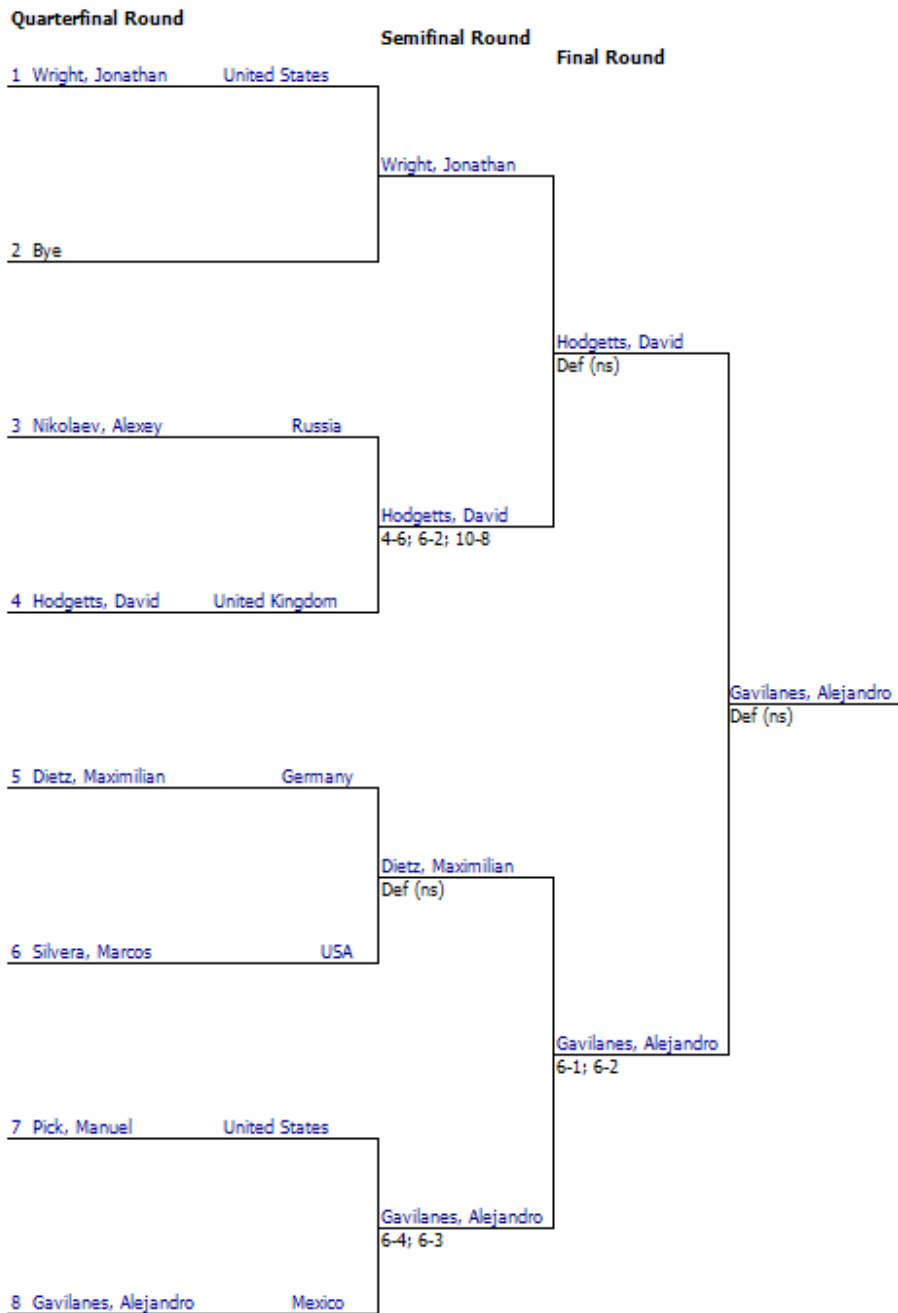 Quarterfinal Round
Semifinal Round
Final Round
1 Wright, Jonathan United States
Wright, Jonathan
2 Bye
Hodgetts, David
Def (ns)
3 Nikolaev, Alexey Russia
Hodgetts, David
4-6; 6-2; 10-8
4 Hodgetts, David United Kingdom
Gavilanes, Alejandro
Def (ns)
5 Dietz, Maximilian Germany
Dietz, Maximilian
Def (ns)
6 Silvera, Marcos USA
Gavilanes, Alejandro
6-1; 6-2
7 Pick, Manuel United States
Gavilanes, Alejandro
6-4; 6-3
8 Gavilanes, Alejandro Mexico